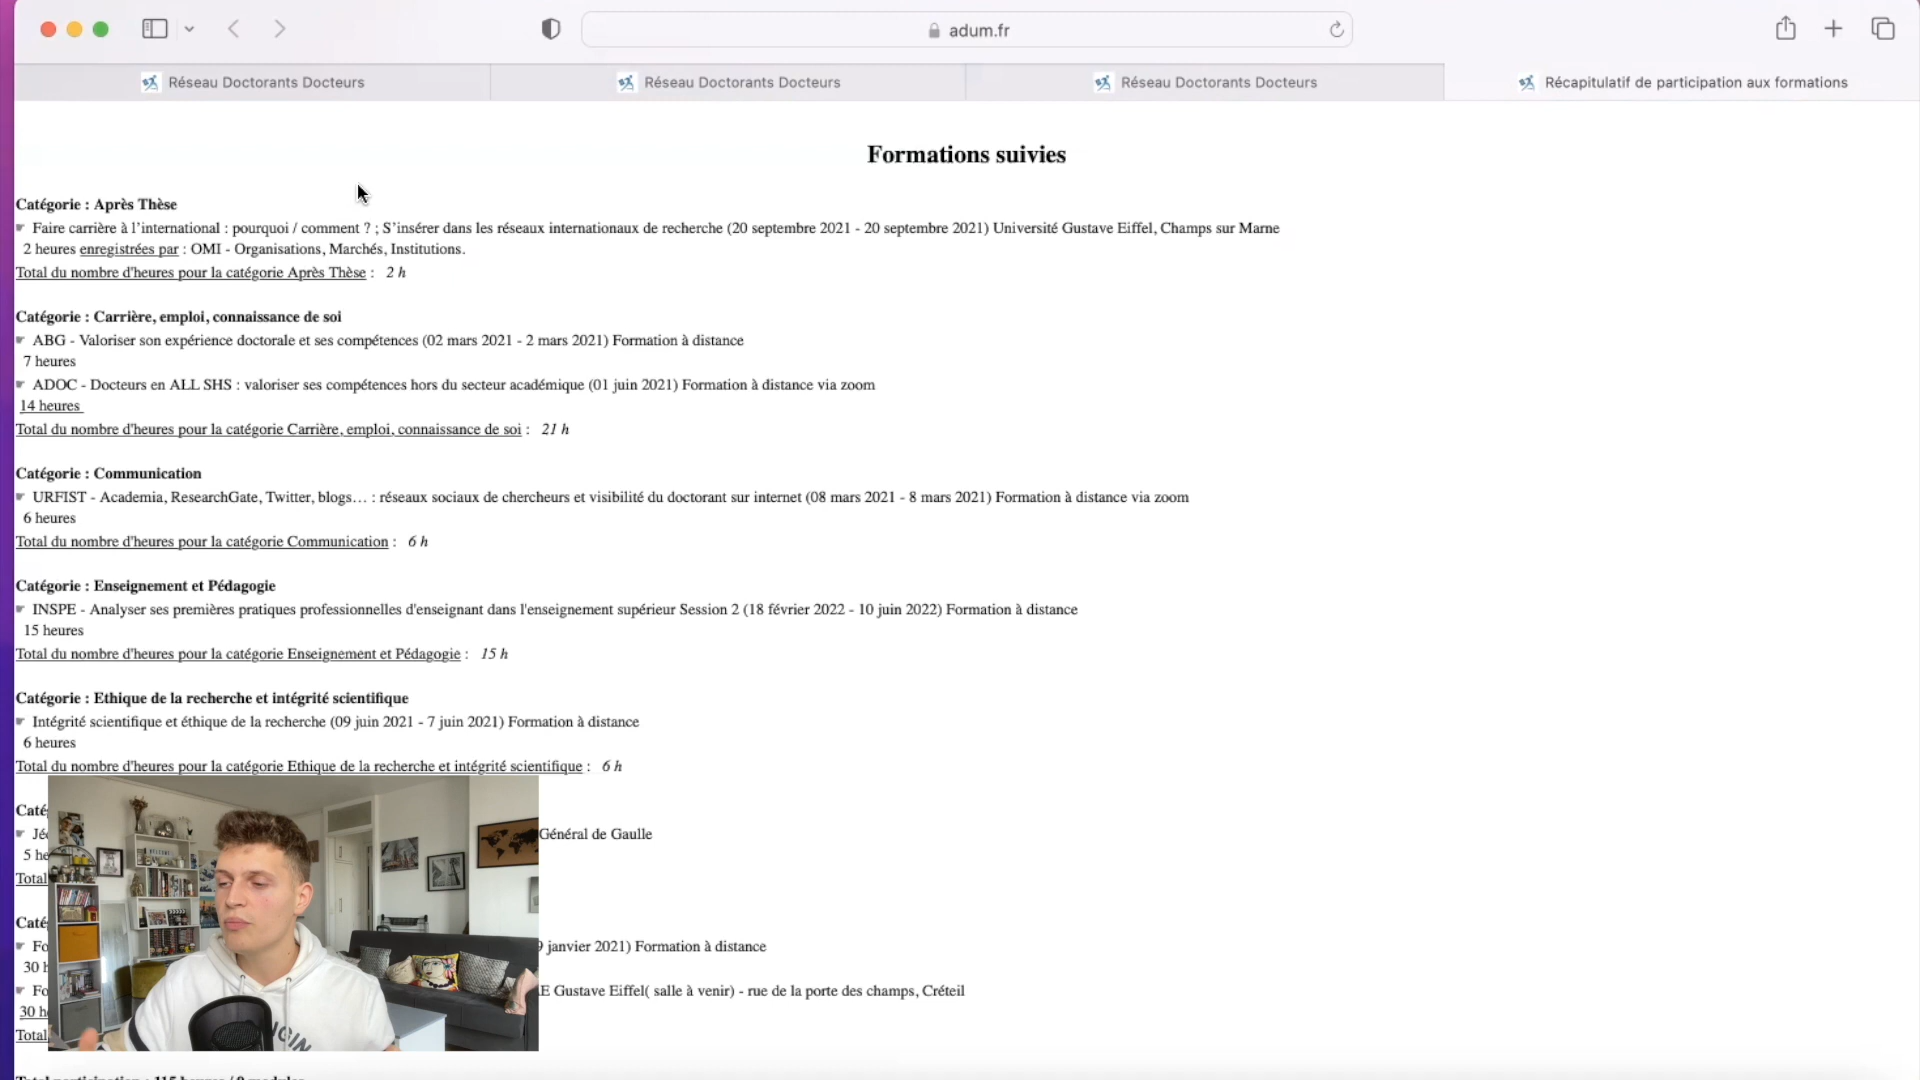 adum.fr
Réseau Doctorants Docteurs
Réseau Doctorants Docteurs
Réseau Doctorants Docteurs
Récapitulatif de participation aux formations
Formations suivies
Catégorie : Après Thèse
Faire carrière à l'international : pourquoi / comment ? ; S'insérer dans les réseaux internationaux de recherche (20 septembre 2021 - 20 septembre 2021) Université Gustave Eiffel, Champs sur Marne
2 heures enregistrées par : OMI - Organisations, Marchés, Institutions.
Total du nombre d'heures pour la catégorie Après Thèse : 2 h
Catégorie : Carrière, emploi, connaissance de soi
ABG - Valoriser son expérience doctorale et ses compétences (02 mars 2021 - 2 mars 2021) Formation à distance
7 heures
ADOC - Docteurs en ALL SHS : valoriser ses compétences hors du secteur académique (01 juin 2021) Formation à distance via zoom
14 heures
Total du nombre d'heures pour la catégorie Carrière, emploi, connaissance de soi : 21 h
Catégorie : Communication
URFIST - Academia, ResearchGate, Twitter, blogs… : réseaux sociaux de chercheurs et visibilité du doctorant sur internet (08 mars 2021 - 8 mars 2021) Formation à distance via zoom
6 heures
Total du nombre d'heures pour la catégorie Communication : 6 h
Catégorie : Enseignement et Pédagogie
INSPE - Analyser ses premières pratiques professionnelles d'enseignant dans l'enseignement supérieur Session 2 (18 février 2022 - 10 juin 2022) Formation à distance
15 heures
Total du nombre d'heures pour la catégorie Enseignement et Pédagogie : 15 h
Catégorie : Ethique de la recherche et intégrité scientifique
Intégrité scientifique et éthique de la recherche (09 juin 2021 - 7 juin 2021) Formation à distance
6 heures
Total du nombre d'heures pour la catégorie Ethique de la recherche et intégrité scientifique : 6 h
Général de Gaulle
5
Total
janvier 2021) Formation à distance
30
Gustave Eiffel( salle à venir) - rue de la porte des champs, Créteil
30
Total
Total participation : 115 heures